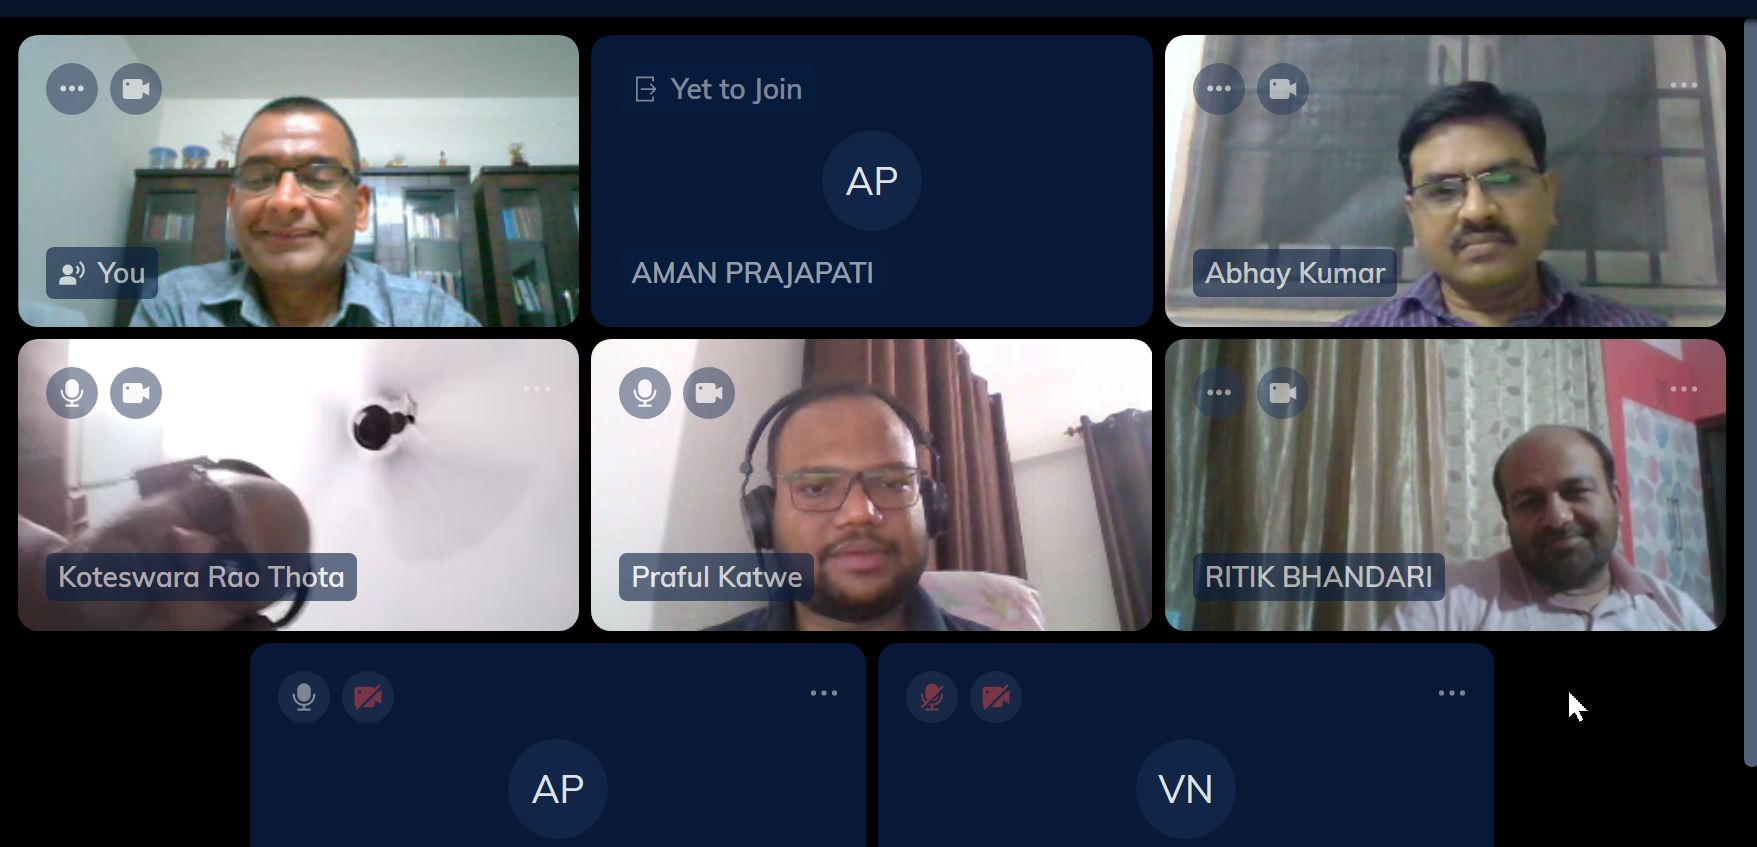 Yet to Join
AP
You
AMAN PRAJAPATI
Abhay Kumar
Koteswara Rao Thota
Praful Katwe
RITIK BHANDARI
AP
VN